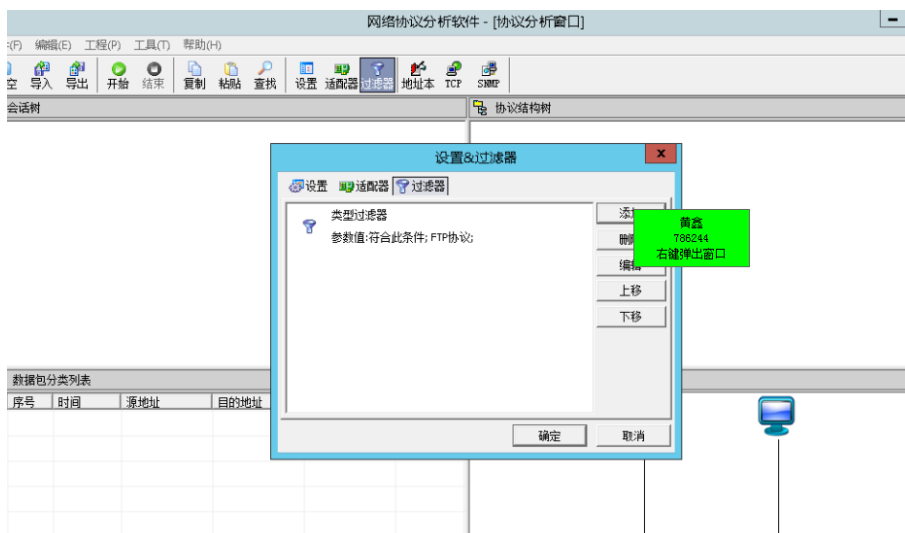 网络协议分析软件 - [协议分析窗口]
(F) 编辑(E) 工程(P) 工具(T) 帮助(H)
空 导入 导出 开始 结束 复制 粘贴 查找 设置 适配器 过滤器 地址本 TCP SNMP
会话树
协议结构树
设置&过滤器
设置 适配器 过滤器
类型过滤器
参数值:符合此条件; FTP协议;
添
删
编辑
上移
下移
黄鑫
786244
右键弹出窗口
确定 取消
数据包分类列表
序号 时间 源地址 目的地址